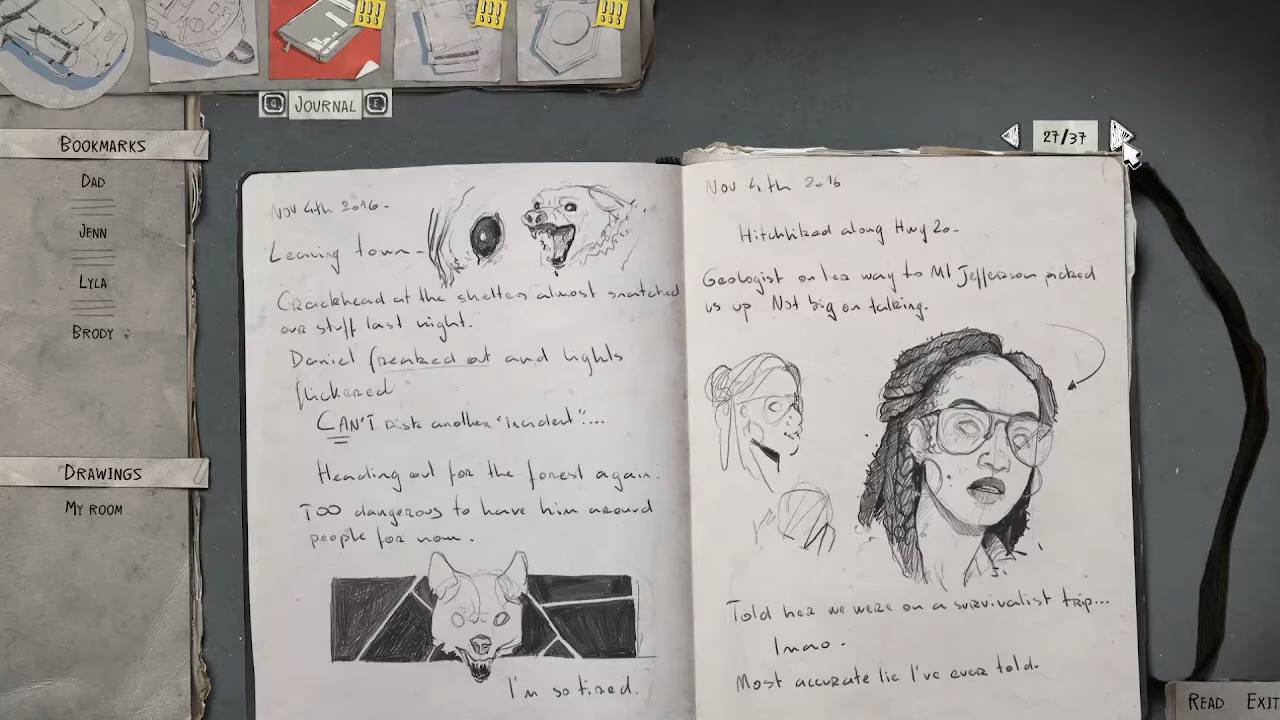 !!!
!!!
!!!
Q JOURNAL E
BOOKMARKS
DAD
JENN
LYLA
BRODY
DRAWINGS
MY ROOM
27/37
Nov 4th 2016.
Leaving town -
Crackhead at the shelter almost snatched
our stuff last night.
Daniel freaked out and lights
flickered
CAN'T risk another "incident"...
Heading out for the forest again.
TOO dangerous to have him around
people for now.
I'm so tired.
Nov 4th 2016
Hitchhiked along Hwy 20.
Geologist on her way to Mt Jefferson picked
us up. Not big on talking.
Told her we were on a survivalist trip...
lmao.
Most accurate lie I've ever told.
READ EXIT